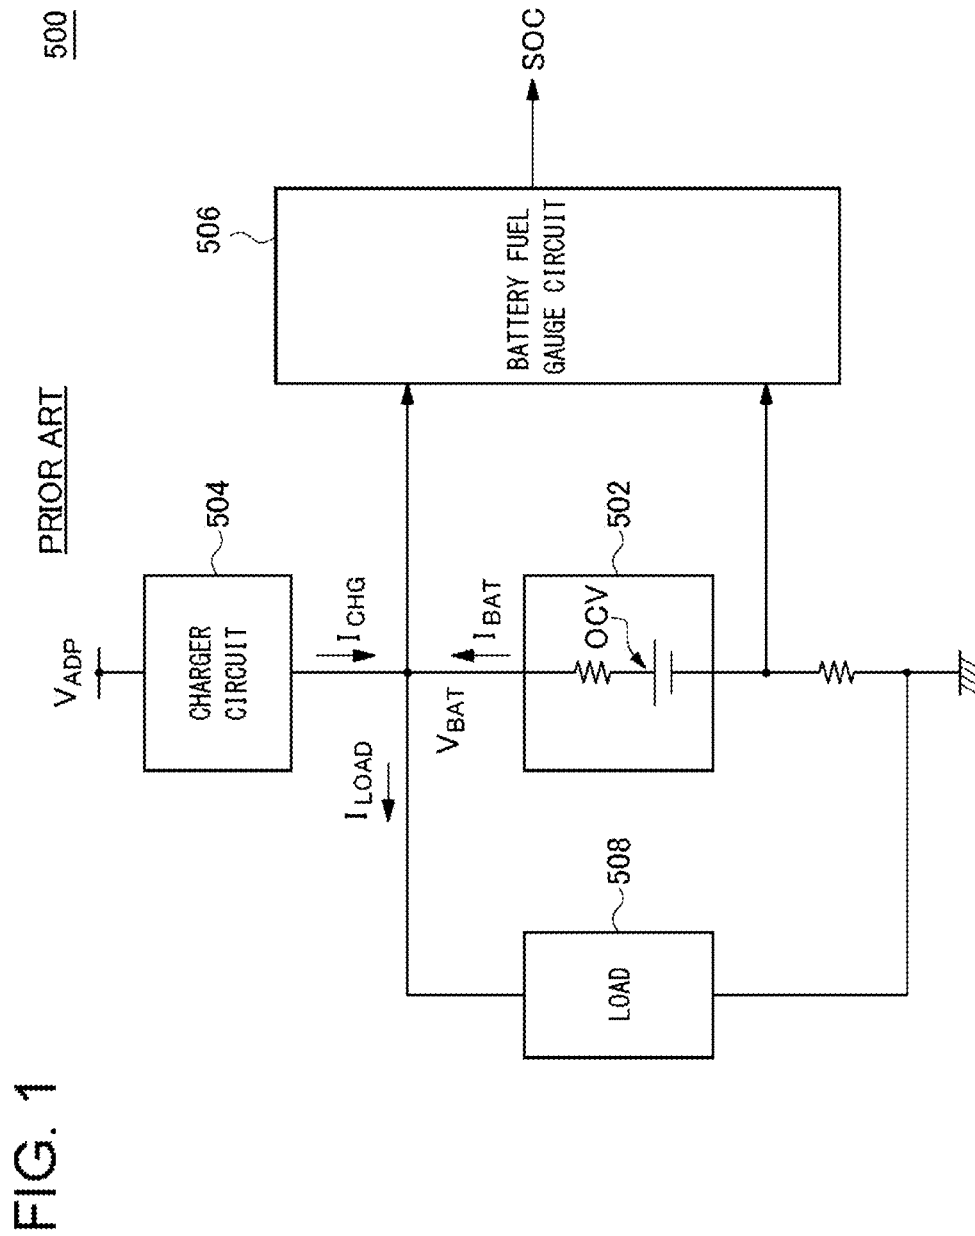 FIG. 1
PRIOR ART
500
V_ADP
CHARGER
CIRCUIT
504
506
I_CHG
I_LOAD
V_BAT
I_BAT
BATTERY FUEL
GAUGE CIRCUIT
SOC
LOAD
508
OCV
502